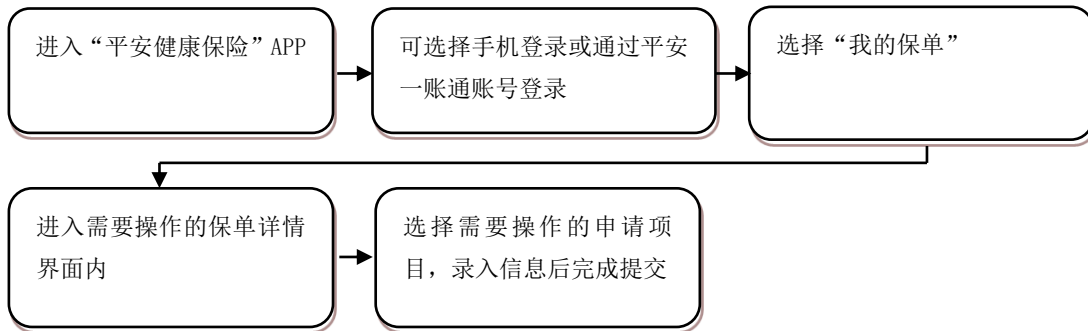 进入“平安健康保险”APP
可选择手机登录或通过平安
一账通账号登录
选择“我的保单”
进入需要操作的保单详情
界面内
选择需要操作的申请项
目，录入信息后完成提交